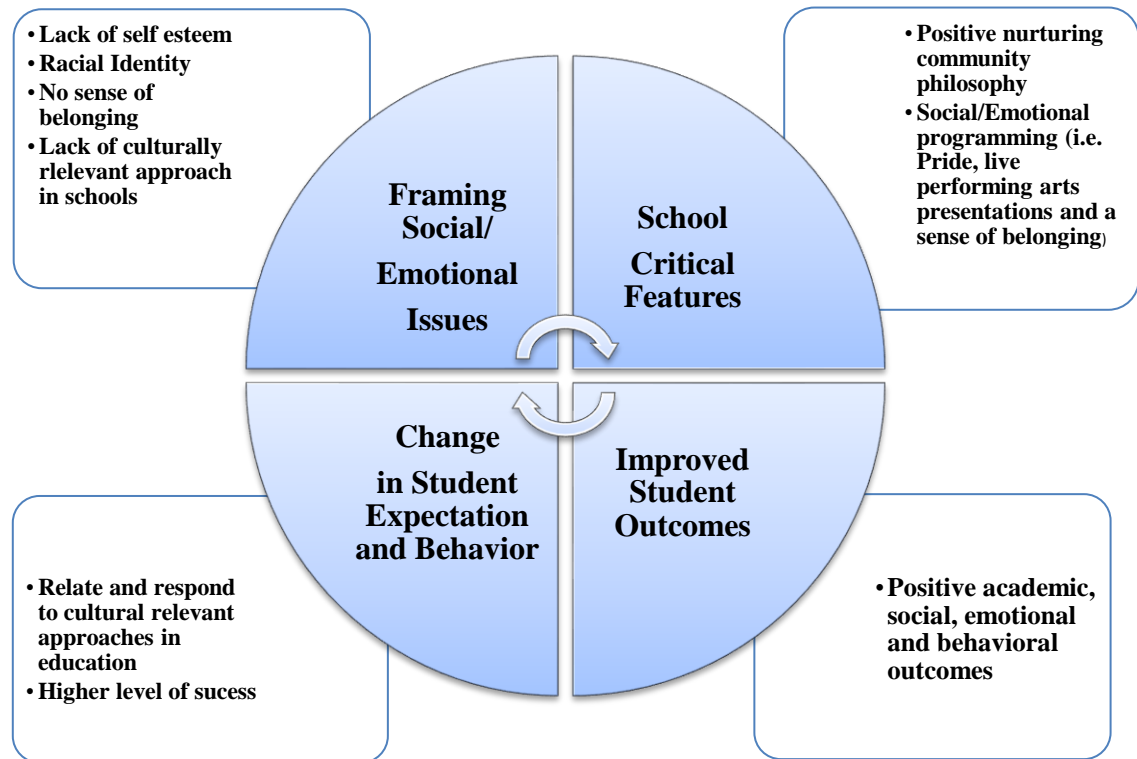 • Lack of self esteem
• Racial Identity
• No sense of
belonging
• Lack of culturally
rlelevant approach
in schools
Framing
Social/
Emotional
Issues
• Positive nurturing
community
philosophy
• Social/Emotional
programming (i.e.
Pride, live
performing arts
presentations and a
sense of belonging)
School
Critical
Features
Change
in Student
Expectation
and Behavior
• Relate and respond
to cultural relevant
approaches in
education
• Higher level of sucess
Improved
Student
Outcomes
• Positive academic,
social, emotional
and behavioral
outcomes